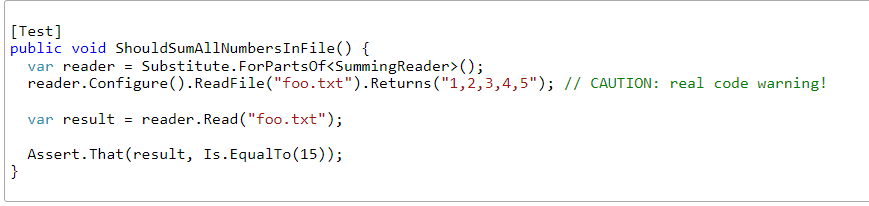 [Test]
public void ShouldSumAllNumbersInFile() {
  var reader = Substitute.ForPartsOf<SummingReader>();
  reader.Configure().ReadFile("foo.txt").Returns("1,2,3,4,5"); // CAUTION: real code warning!
  var result = reader.Read("foo.txt");
  Assert.That(result, Is.EqualTo(15));
}